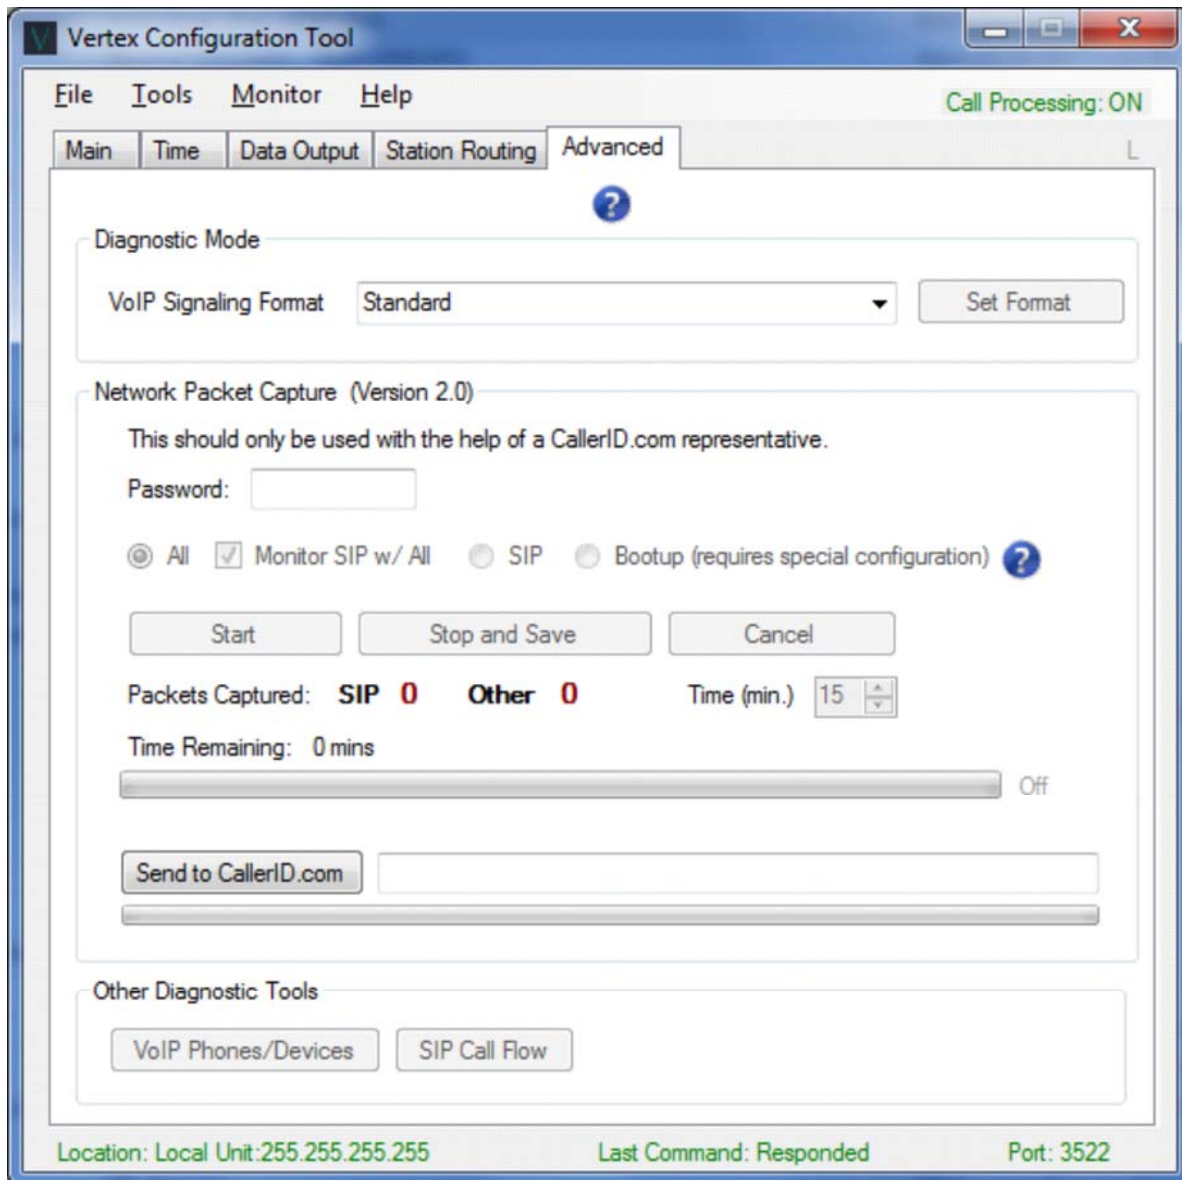 Vertex Configuration Tool
File Tools Monitor Help
Call Processing: ON
Main Time Data Output Station Routing Advanced L
?
Diagnostic Mode
VoIP Signaling Format Standard Set Format
Network Packet Capture (Version 2.0)
This should only be used with the help of a CallerID.com representative.
Password:
All Monitor SIP w/ All SIP Bootup (requires special configuration) ?
Start Stop and Save Cancel
Packets Captured: SIP 0 Other 0 Time (min.) 15
Time Remaining: 0 mins
Off
Send to CallerID.com
Other Diagnostic Tools
VoIP Phones/Devices SIP Call Flow
Location: Local Unit:255.255.255.255 Last Command: Responded Port: 3522